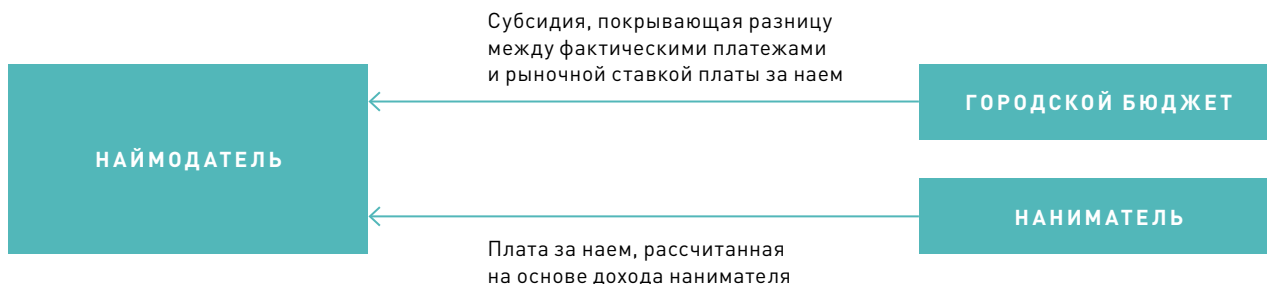 Субсидия, покрывающая разницу
между фактическими платежами
и рыночной ставкой платы за наем
ГОРОДСКОЙ БЮДЖЕТ
НАЙМОДАТЕЛЬ
НАНИМАТЕЛЬ
Плата за наем, рассчитанная
на основе дохода нанимателя